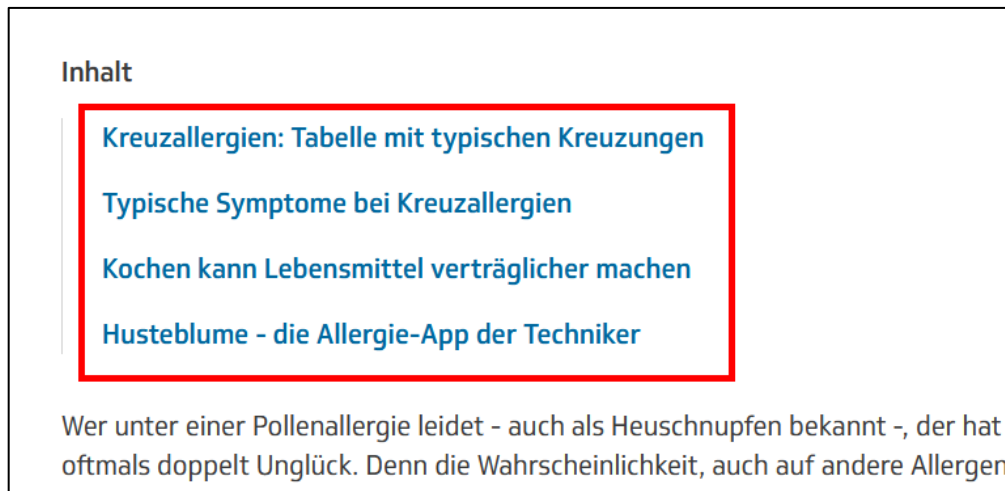 Inhalt
Kreuzallergien: Tabelle mit typischen Kreuzungen
Typische Symptome bei Kreuzallergien
Kochen kann Lebensmittel verträglicher machen
Husteblume - die Allergie-App der Techniker
Wer unter einer Pollenallergie leidet - auch als Heuschnupfen bekannt -, der hat
oftmals doppelt Unglück. Denn die Wahrscheinlichkeit, auch auf andere Allergen